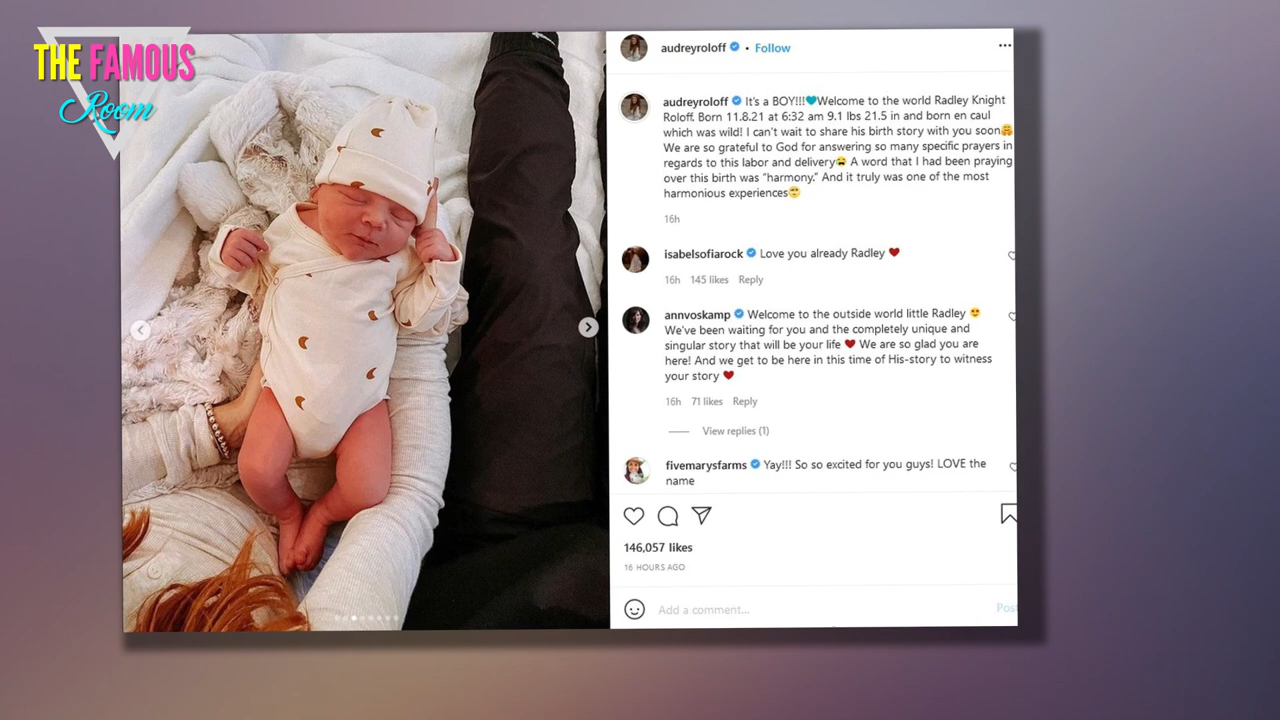 THE FAMOUS
Room
audreyroloff • Follow
audreyroloff It's a BOY!!!🩵Welcome to the world Radley Knight
Roloff. Born 11.8.21 at 6:32 am 9.1 lbs 21.5 in and born en caul
which was wild! I can't wait to share his birth story with you soon🤗
We are so grateful to God for answering so many specific prayers in
regards to this labor and delivery😭 A word that I had been praying
over this birth was "harmony." And it truly was one of the most
harmonious experiences😇
16h
isabelsofiarock Love you already Radley ❤️
16h 145 likes Reply
annvoskamp Welcome to the outside world little Radley 😍
We've been waiting for you and the completely unique and
singular story that will be your life ❤️ We are so glad you are
here! And we get to be here in this time of His-story to witness
your story ❤️
16h 71 likes Reply
View replies (1)
fivemarysfarms Yay!!! So so excited for you guys! LOVE the
name
146,057 likes
16 HOURS AGO
Add a comment... Post